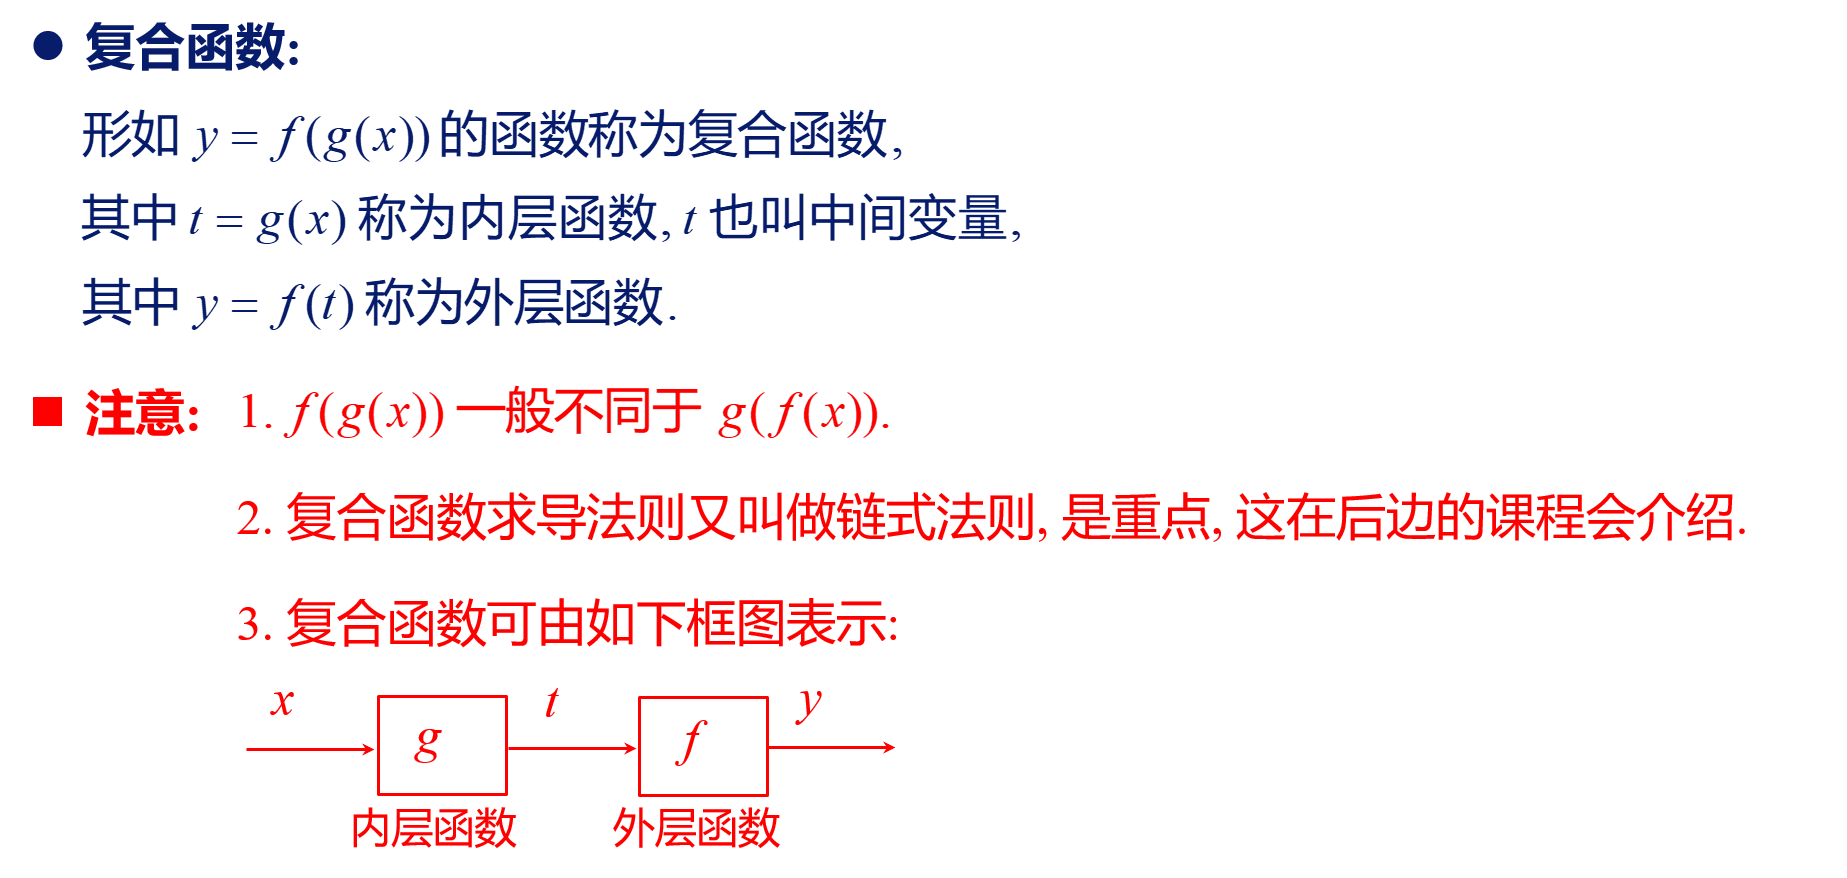 复合函数:
形如 y = f(g(x)) 的函数称为复合函数,
其中 t = g(x) 称为内层函数, t 也叫中间变量,
其中 y = f(t) 称为外层函数.
注意: 1. f(g(x)) 一般不同于 g(f(x)).
2. 复合函数求导法则又叫做链式法则, 是重点, 这在后边的课程会介绍.
3. 复合函数可由如下框图表示:
x t y
g f
内层函数 外层函数